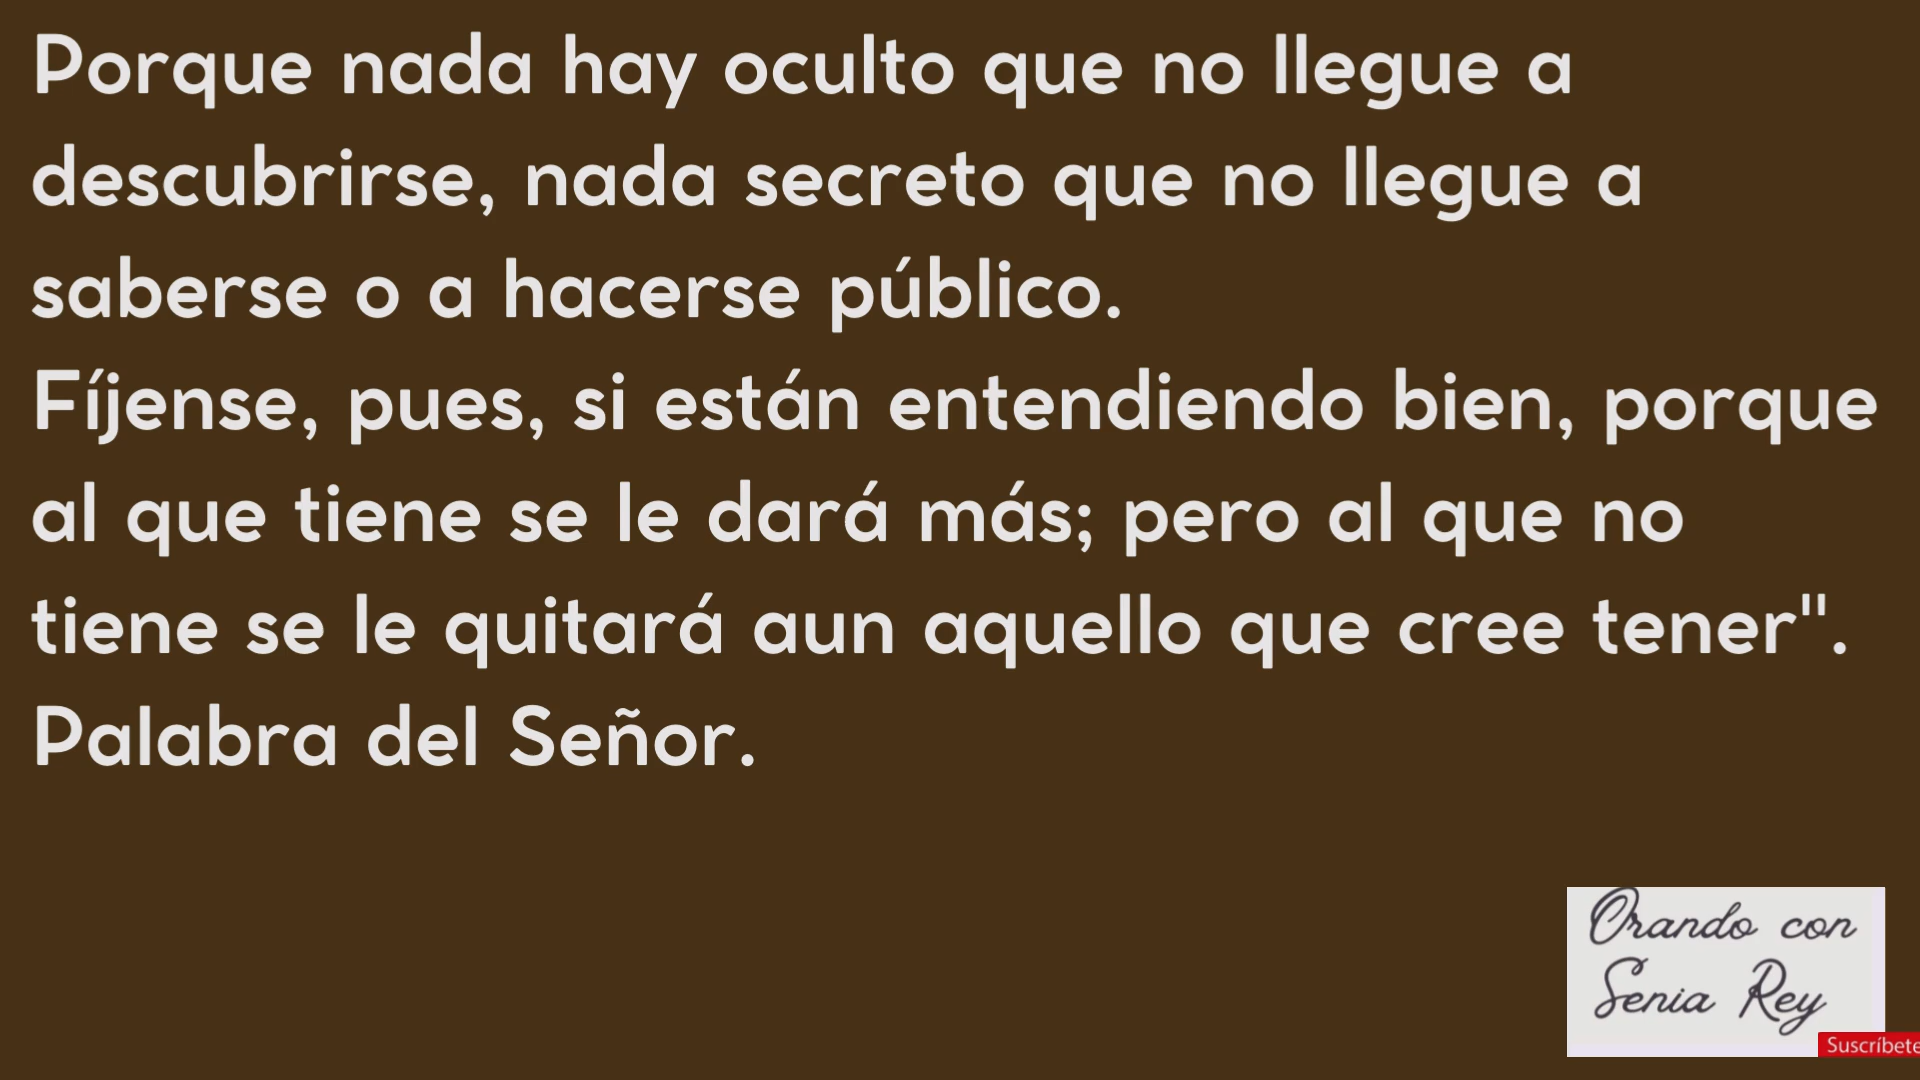 Porque nada hay oculto que no llegue a
descubrirse, nada secreto que no llegue a
saberse o a hacerse público.
Fíjense, pues, si están entendiendo bien, porque
al que tiene se le dará más; pero al que no
tiene se le quitará aun aquello que cree tener".
Palabra del Señor.
Orando con
Senia Rey
Suscríbete